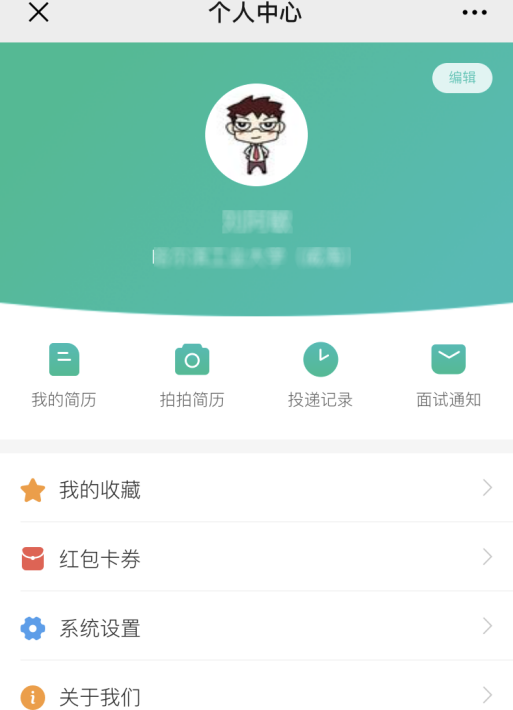 个人中心
编辑
我的简历
拍拍简历
投递记录
面试通知
我的收藏
红包卡券
系统设置
关于我们